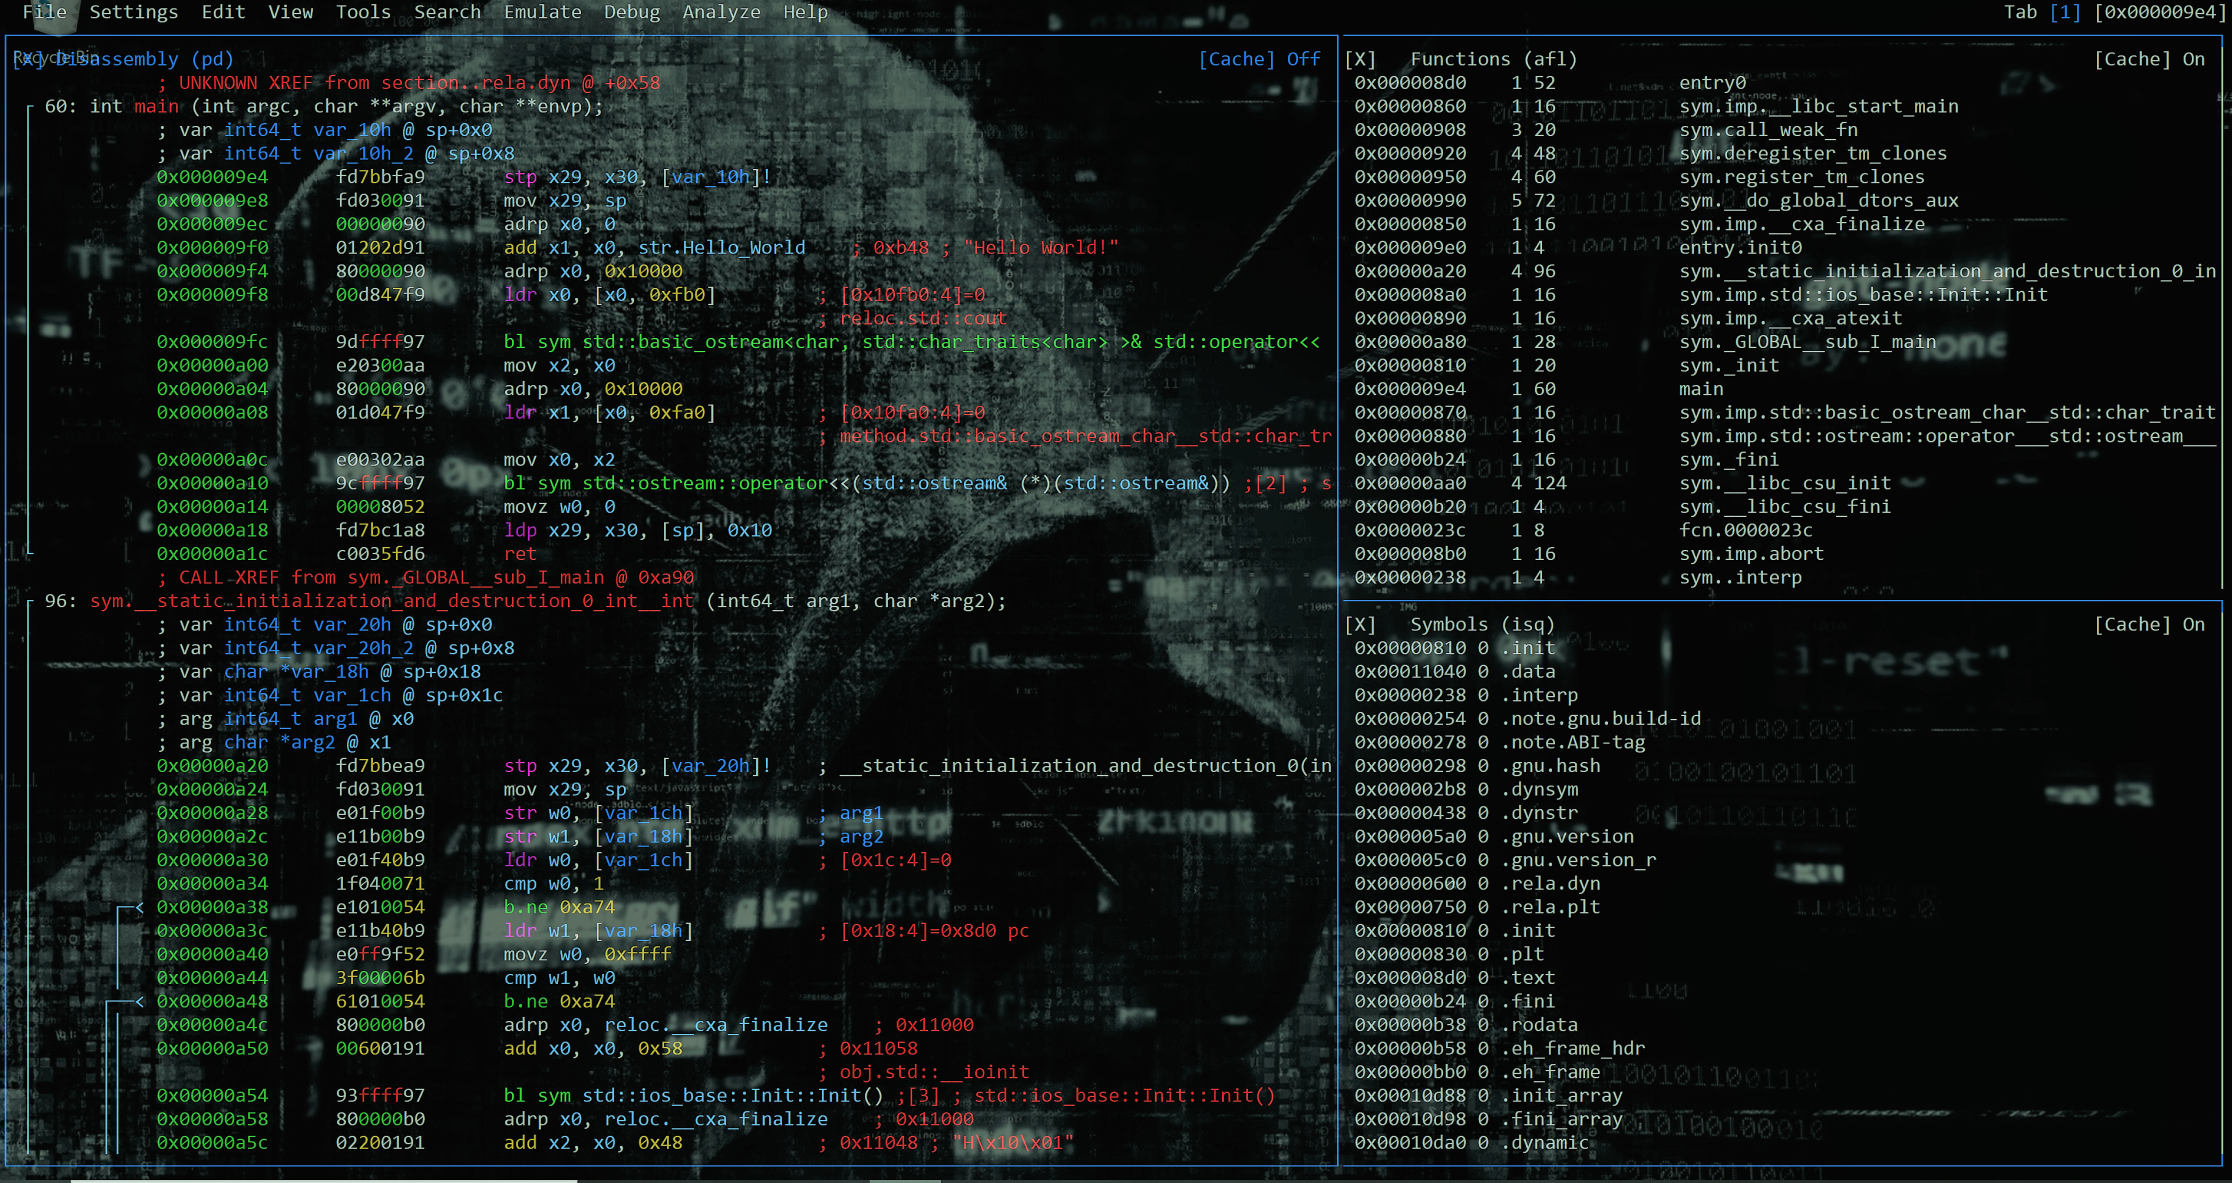 File Settings Edit View Tools Search Emulate Debug Analyze Help
Tab [1] [0x000009e4]
Recycle Bin
[X] Disassembly (pd) [Cache] Off
; UNKNOWN XREF from section..rela.dyn @ +0x58
60: int main (int argc, char **argv, char **envp);
; var int64_t var_10h @ sp+0x0
; var int64_t var_10h_2 @ sp+0x8
0x000009e4 fd7bbfa9 stp x29, x30, [var_10h]!
0x000009e8 fd030091 mov x29, sp
0x000009ec 00000090 adrp x0, 0
0x000009f0 01202d91 add x1, x0, str.Hello_World ; 0xb48 ; "Hello World!"
0x000009f4 80000090 adrp x0, 0x10000
0x000009f8 00d847f9 ldr x0, [x0, 0xfb0] ; [0x10fb0:4]=0
; reloc.std::cout
0x000009fc 9dffff97 bl sym std::basic_ostream<char, std::char_traits<char> >& std::operator<<
0x00000a00 e20300aa mov x2, x0
0x00000a04 80000090 adrp x0, 0x10000
0x00000a08 01d047f9 ldr x1, [x0, 0xfa0] ; [0x10fa0:4]=0
; method.std::basic_ostream_char__std::char_tr
0x00000a0c e00302aa mov x0, x2
0x00000a10 9cffff97 bl sym std::ostream::operator<<(std::ostream& (*)(std::ostream&)) ;[2] ; s
0x00000a14 00008052 movz w0, 0
0x00000a18 fd7bc1a8 ldp x29, x30, [sp], 0x10
0x00000a1c c0035fd6 ret
; CALL XREF from sym._GLOBAL__sub_I_main @ 0xa90
96: sym.__static_initialization_and_destruction_0_int__int (int64_t arg1, char *arg2);
; var int64_t var_20h @ sp+0x0
; var int64_t var_20h_2 @ sp+0x8
; var char *var_18h @ sp+0x18
; var int64_t var_1ch @ sp+0x1c
; arg int64_t arg1 @ x0
; arg char *arg2 @ x1
0x00000a20 fd7bbea9 stp x29, x30, [var_20h]! ; __static_initialization_and_destruction_0(in
0x00000a24 fd030091 mov x29, sp
0x00000a28 e01f00b9 str w0, [var_1ch] ; arg1
0x00000a2c e11b00b9 str w1, [var_18h] ; arg2
0x00000a30 e01f40b9 ldr w0, [var_1ch] ; [0x1c:4]=0
0x00000a34 1f040071 cmp w0, 1
0x00000a38 e1010054 b.ne 0xa74
0x00000a3c e11b40b9 ldr w1, [var_18h] ; [0x18:4]=0x8d0 pc
0x00000a40 e0ff9f52 movz w0, 0xffff
0x00000a44 3f00006b cmp w1, w0
0x00000a48 61010054 b.ne 0xa74
0x00000a4c 800000b0 adrp x0, reloc.__cxa_finalize ; 0x11000
0x00000a50 00600191 add x0, x0, 0x58 ; 0x11058
; obj.std::__ioinit
0x00000a54 93ffff97 bl sym std::ios_base::Init::Init() ;[3] ; std::ios_base::Init::Init()
0x00000a58 800000b0 adrp x0, reloc.__cxa_finalize ; 0x11000
0x00000a5c 02200191 add x2, x0, 0x48 ; 0x11048 ; "H\x10\x01"
[X] Functions (afl) [Cache] On
0x000008d0 1 52 entry0
0x00000860 1 16 sym.imp.__libc_start_main
0x00000908 3 20 sym.call_weak_fn
0x00000920 4 48 sym.deregister_tm_clones
0x00000950 4 60 sym.register_tm_clones
0x00000990 5 72 sym.__do_global_dtors_aux
0x00000850 1 16 sym.imp.__cxa_finalize
0x000009e0 1 4 entry.init0
0x00000a20 4 96 sym.__static_initialization_and_destruction_0_in
0x000008a0 1 16 sym.imp.std::ios_base::Init::Init
0x00000890 1 16 sym.imp.__cxa_atexit
0x00000a80 1 28 sym._GLOBAL__sub_I_main
0x00000810 1 20 sym._init
0x000009e4 1 60 main
0x00000870 1 16 sym.imp.std::basic_ostream_char__std::char_trait
0x00000880 1 16 sym.imp.std::ostream::operator___std::ostream___
0x00000b24 1 16 sym._fini
0x00000aa0 4 124 sym.__libc_csu_init
0x00000b20 1 4 sym.__libc_csu_fini
0x0000023c 1 8 fcn.0000023c
0x000008b0 1 16 sym.imp.abort
0x00000238 1 4 sym..interp
[X] Symbols (isq) [Cache] On
0x00000810 0 .init
0x00011040 0 .data
0x00000238 0 .interp
0x00000254 0 .note.gnu.build-id
0x00000278 0 .note.ABI-tag
0x00000298 0 .gnu.hash
0x000002b8 0 .dynsym
0x00000438 0 .dynstr
0x000005a0 0 .gnu.version
0x000005c0 0 .gnu.version_r
0x00000600 0 .rela.dyn
0x00000750 0 .rela.plt
0x00000810 0 .init
0x00000830 0 .plt
0x000008d0 0 .text
0x00000b24 0 .fini
0x00000b38 0 .rodata
0x00000b58 0 .eh_frame_hdr
0x00000bb0 0 .eh_frame
0x00010d88 0 .init_array
0x00010d98 0 .fini_array
0x00010da0 0 .dynamic